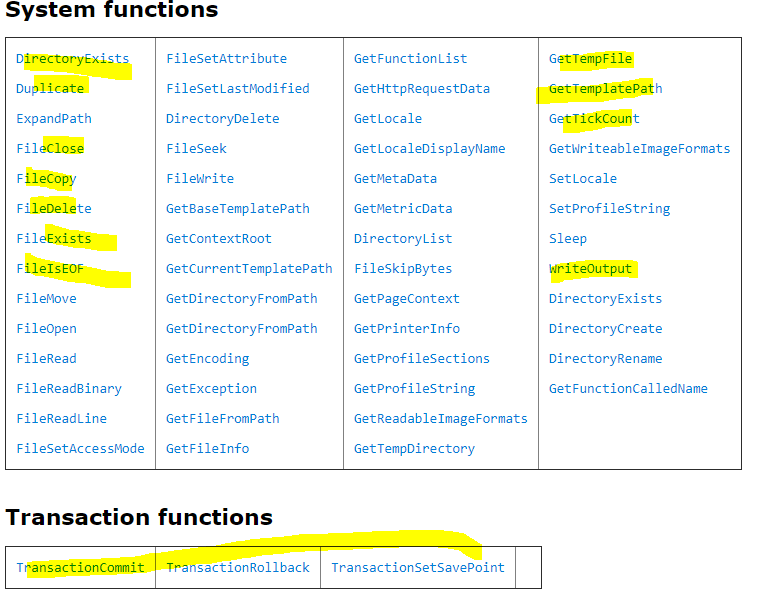 System functions
DirectoryExists FileSetAttribute GetFunctionList GetTempFile
Duplicate FileSetLastModified GetHttpRequestData GetTemplatePath
ExpandPath DirectoryDelete GetLocale GetTickCount
FileClose FileSeek GetLocaleDisplayName GetWriteableImageFormats
FileCopy FileWrite GetMetaData SetLocale
FileDelete GetBaseTemplatePath GetMetricData SetProfileString
FileExists GetContextRoot DirectoryList Sleep
FileIsEOF GetCurrentTemplatePath FileSkipBytes WriteOutput
FileMove GetDirectoryFromPath GetPageContext DirectoryExists
FileOpen GetDirectoryFromPath GetPrinterInfo DirectoryCreate
FileRead GetEncoding GetProfileSections DirectoryRename
FileReadBinary GetException GetProfileString GetFunctionCalledName
FileReadLine GetFileFromPath GetReadableImageFormats
FileSetAccessMode GetFileInfo GetTempDirectory
Transaction functions
TransactionCommit TransactionRollback TransactionSetSavePoint